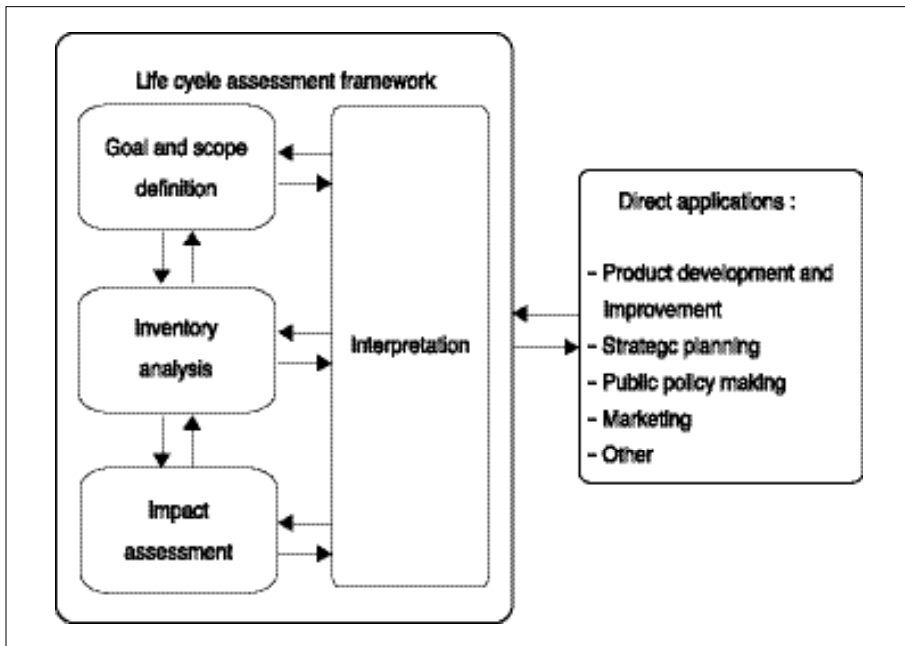 Life cycle assessment framework
Goal and scope
definition
Inventory
analysis
Impact
assessment
Interpretation
Direct applications :
- Product development and
Improvement
- Strategc planning
- Public policy making
- Marketing
- Other